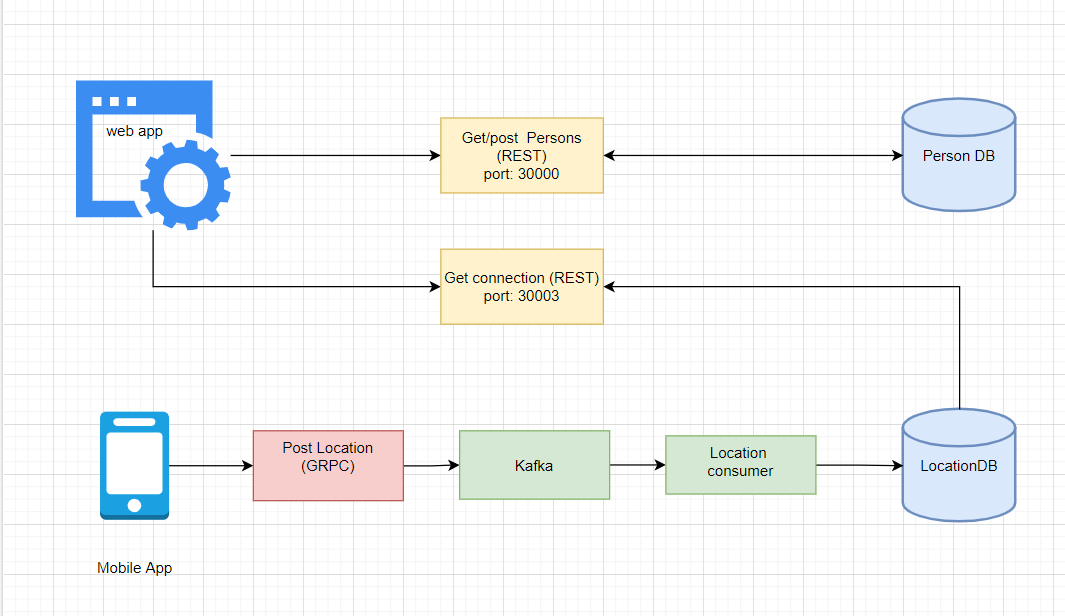 web app
Get/post Persons
(REST)
port: 30000
Person DB
Get connection (REST)
port: 30003
Post Location
(GRPC)
Kafka
Location
consumer
LocationDB
Mobile App